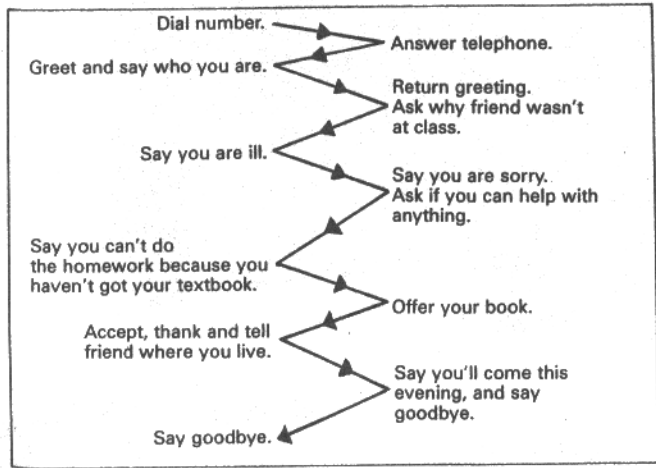 Dial number.
Answer telephone.
Greet and say who you are.
Return greeting.
Ask why friend wasn't
at class.
Say you are ill.
Say you are sorry.
Ask if you can help with
anything.
Say you can't do
the homework because you
haven't got your textbook.
Offer your book.
Accept, thank and tell
friend where you live.
Say you'll come this
evening, and say
goodbye.
Say goodbye.